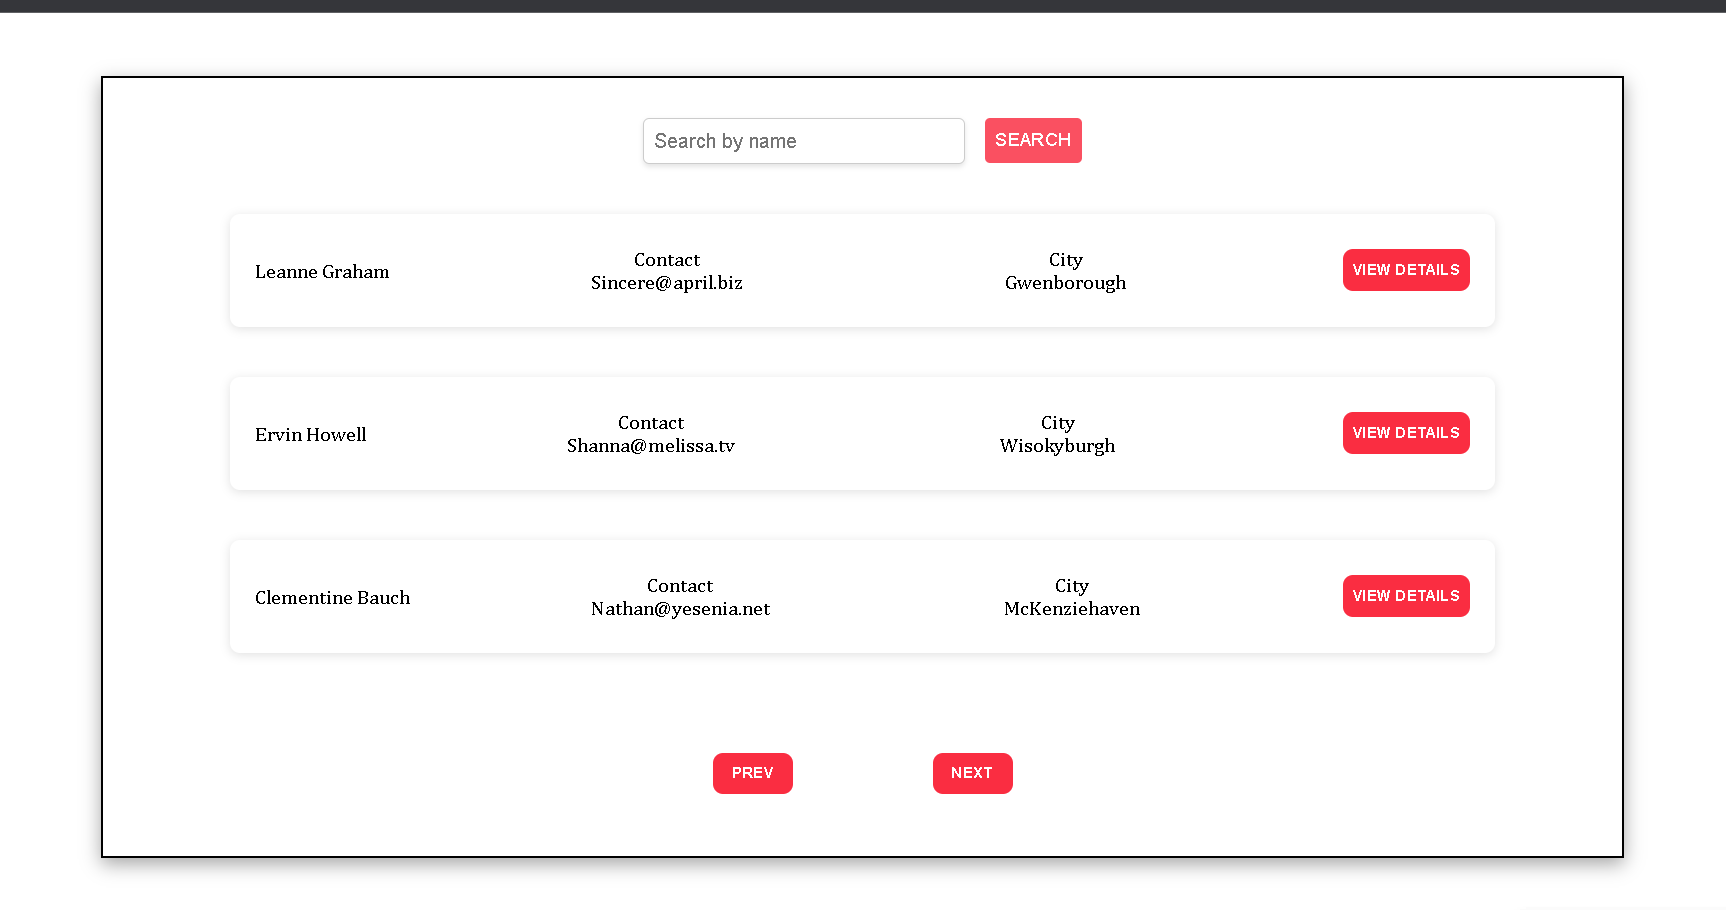 Search by name
SEARCH
Leanne Graham
Contact
Sincere@april.biz
City
Gwenborough
VIEW DETAILS
Ervin Howell
Contact
Shanna@melissa.tv
City
Wisokyburgh
VIEW DETAILS
Clementine Bauch
Contact
Nathan@yesenia.net
City
McKenziehaven
VIEW DETAILS
PREV
NEXT